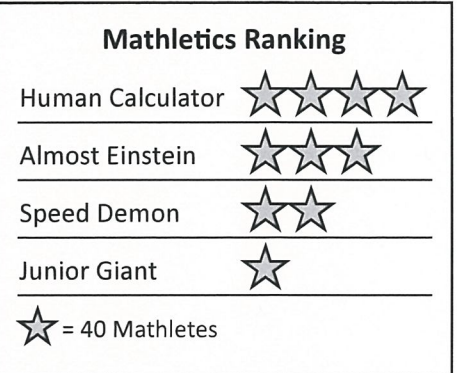 Mathletics Ranking
Human Calculator
Almost Einstein
Speed Demon
Junior Giant
= 40 Mathletes